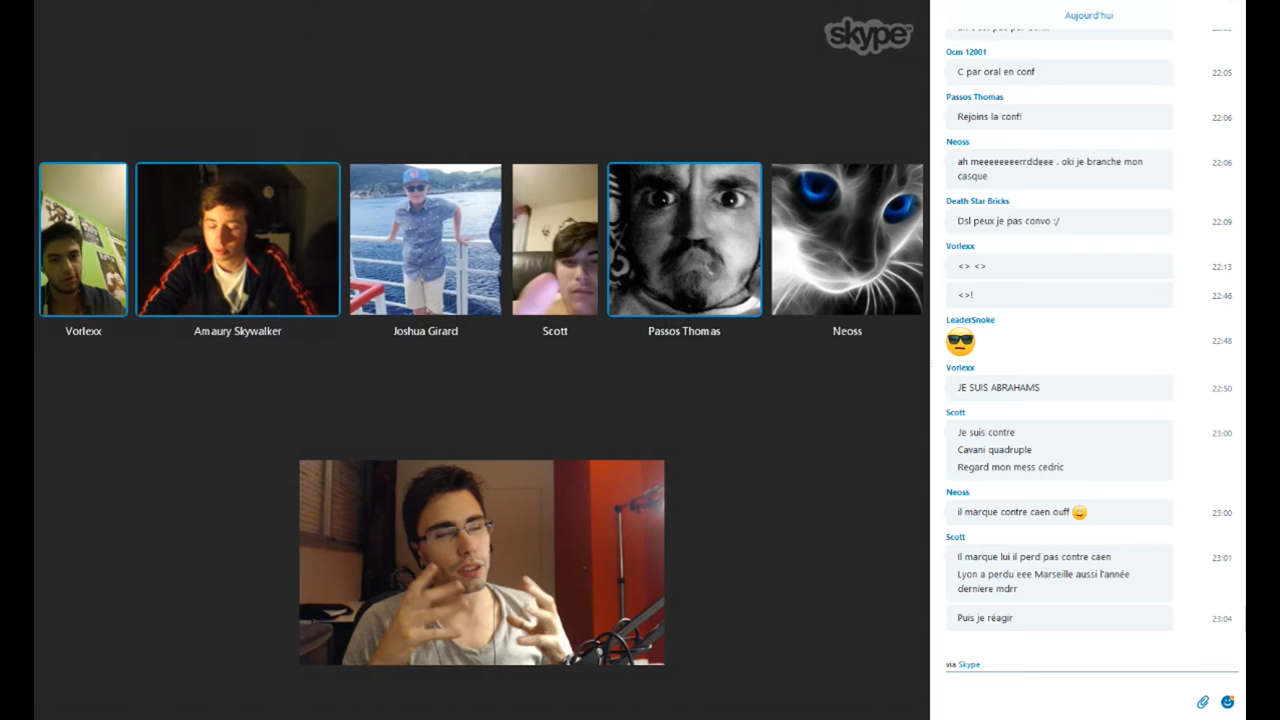 skype™
Vorlexx
Amaury Skywalker
Joshua Girard
Scott
Passos Thomas
Neoss
Aujourd'hui
Ocm 12001
C par oral en conf
22:05
Passos Thomas
Rejoins la conf!
22:06
Neoss
ah meeeeeeerrddeee . oki je branche mon
casque
22:06
Death Star Bricks
Dsl peux je pas convo :/
22:09
Vorlexx
<> <>
22:13
<>!
22:46
LeaderSnoke
22:48
Vorlexx
JE SUIS ABRAHAMS
22:50
Scott
Je suis contre
23:00
Cavani quadruple
Regard mon mess cedric
Neoss
il marque contre caen ouff
23:00
Scott
Il marque lui il perd pas contre caen
23:01
Lyon a perdu eee Marseille aussi l'année
derniere mdrr
Puis je réagir
23:04
via Skype